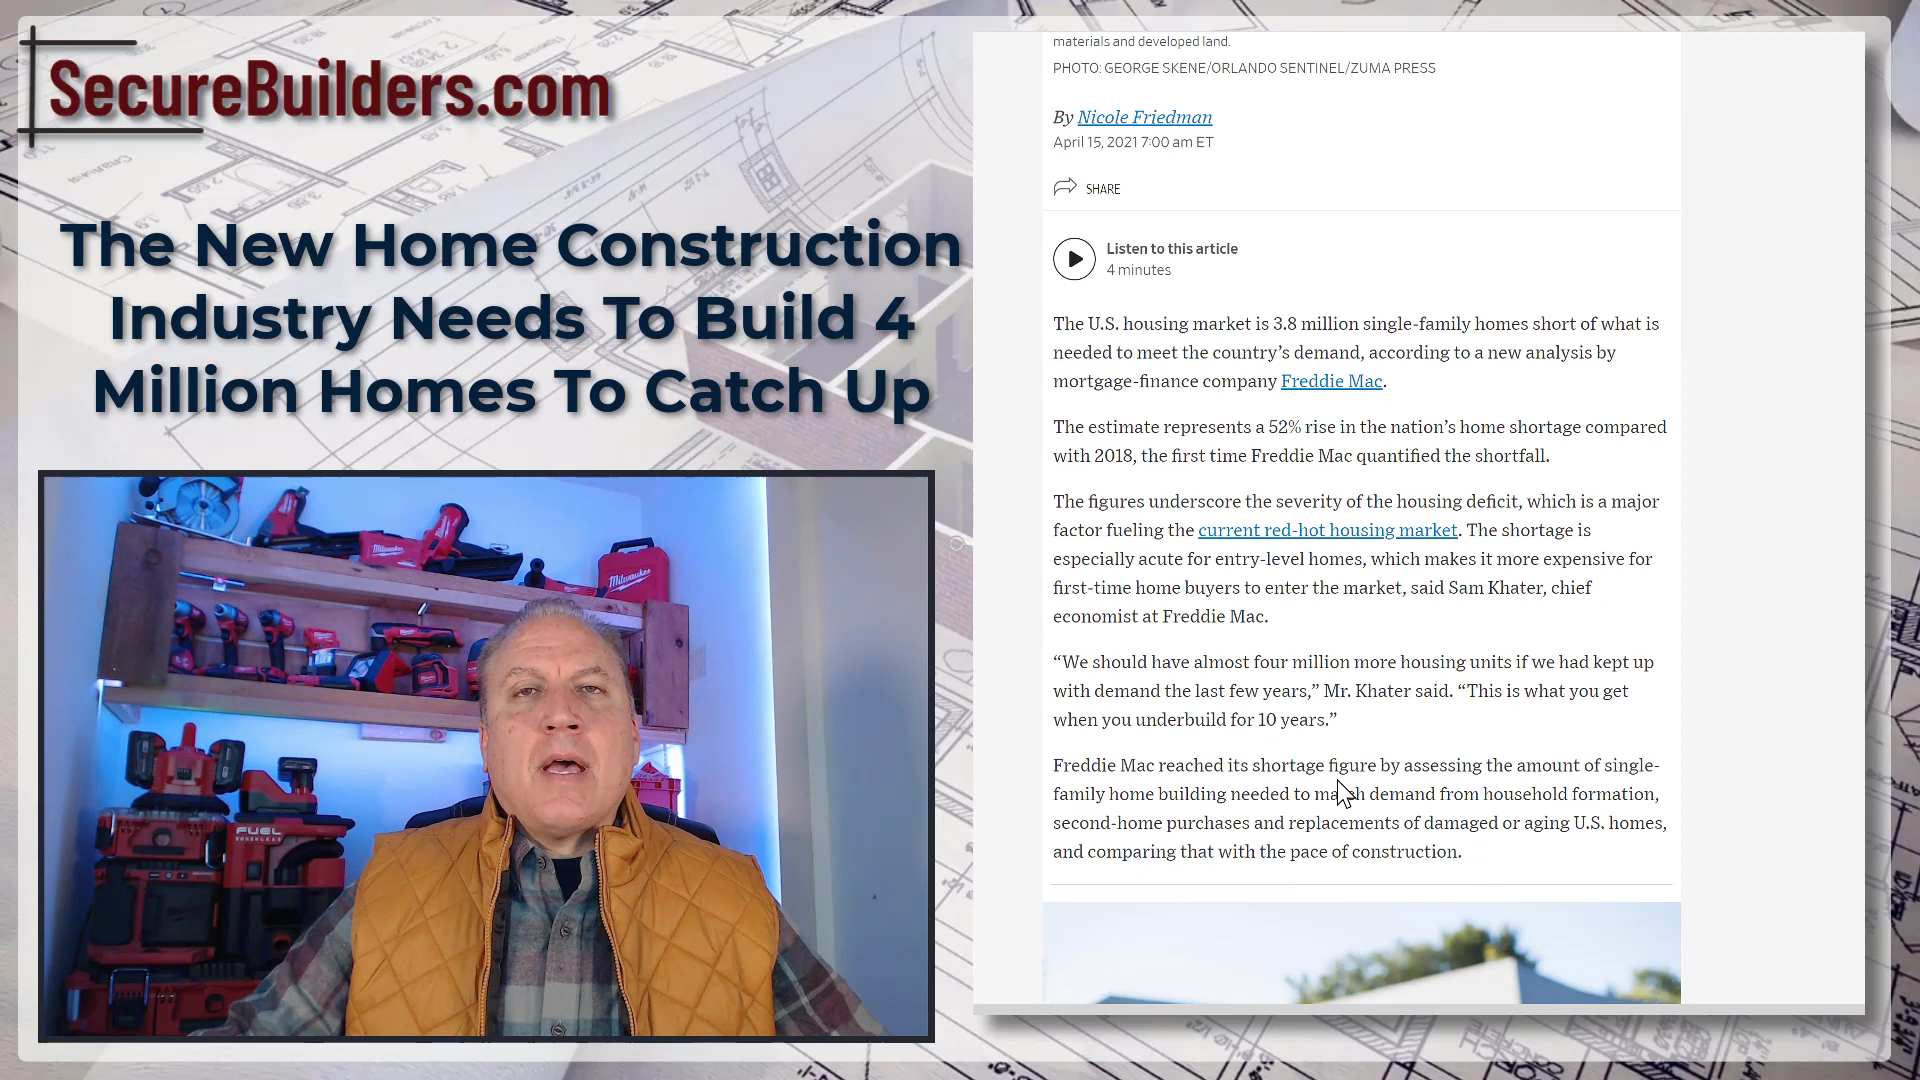 SecureBuilders.com
The New Home Construction
Industry Needs To Build 4
Million Homes To Catch Up
Milwaukee
Milwaukee
FUEL
materials and developed land.
PHOTO: GEORGE SKENE/ORLANDO SENTINEL/ZUMA PRESS
By Nicole Friedman
April 15, 2021 7:00 am ET
SHARE
Listen to this article
4 minutes
The U.S. housing market is 3.8 million single-family homes short of what is
needed to meet the country’s demand, according to a new analysis by
mortgage-finance company Freddie Mac.
The estimate represents a 52% rise in the nation’s home shortage compared
with 2018, the first time Freddie Mac quantified the shortfall.
The figures underscore the severity of the housing deficit, which is a major
factor fueling the current red-hot housing market. The shortage is
especially acute for entry-level homes, which makes it more expensive for
first-time home buyers to enter the market, said Sam Khater, chief
economist at Freddie Mac.
“We should have almost four million more housing units if we had kept up
with demand the last few years,” Mr. Khater said. “This is what you get
when you underbuild for 10 years.”
Freddie Mac reached its shortage figure by assessing the amount of single-
family home building needed to match demand from household formation,
second-home purchases and replacements of damaged or aging U.S. homes,
and comparing that with the pace of construction.